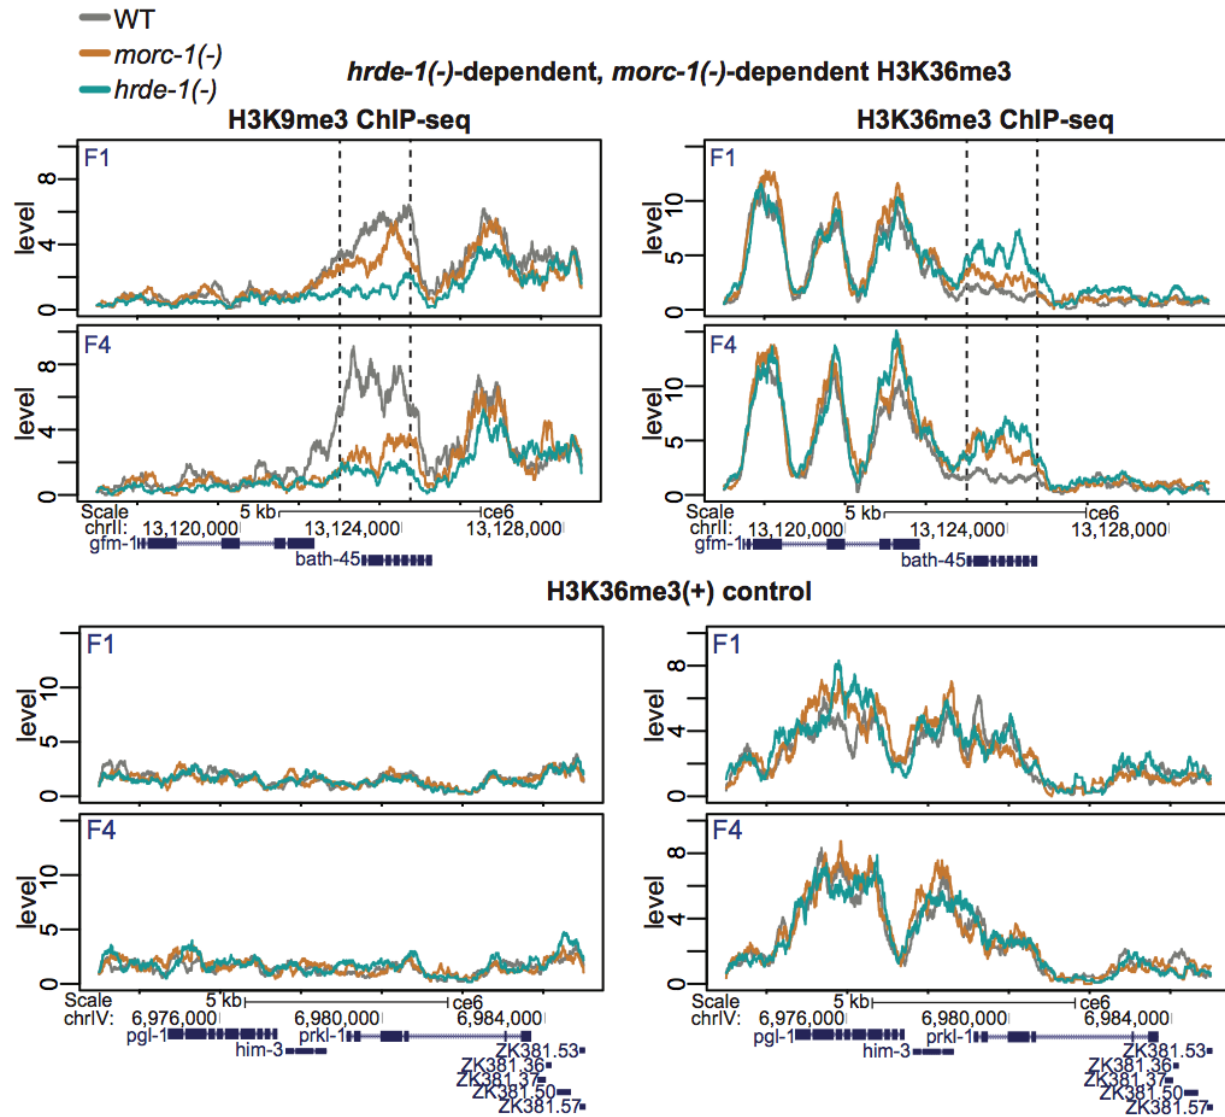 WT
morc-1(-)
hrde-1(-)
hrde-1(-)-dependent, morc-1(-)-dependent H3K36me3
H3K9me3 ChIP-seq
H3K36me3 ChIP-seq
F1
level
0 4 8
F1
level
0 5 10
F4
level
0 4 8
F4
level
0 5 10
Scale 5 kb ce6
chrII: 13,120,000 13,124,000 13,128,000
gfm-1
bath-45
Scale 5 kb ce6
chrII: 13,120,000 13,124,000 13,128,000
gfm-1
bath-45
H3K36me3(+) control
F1
level
0 5 10
F1
level
0 4 8
F4
level
0 5 10
F4
level
0 4 8
Scale 5 kb ce6
chrIV: 6,976,000 6,980,000 6,984,000
pgl-1 prkl-1
him-3 ZK381.53
ZK381.36
ZK381.37
ZK381.50
ZK381.57
Scale 5 kb ce6
chrIV: 6,976,000 6,980,000 6,984,000
pgl-1 prkl-1
him-3 ZK381.53
ZK381.36
ZK381.37
ZK381.50
ZK381.57